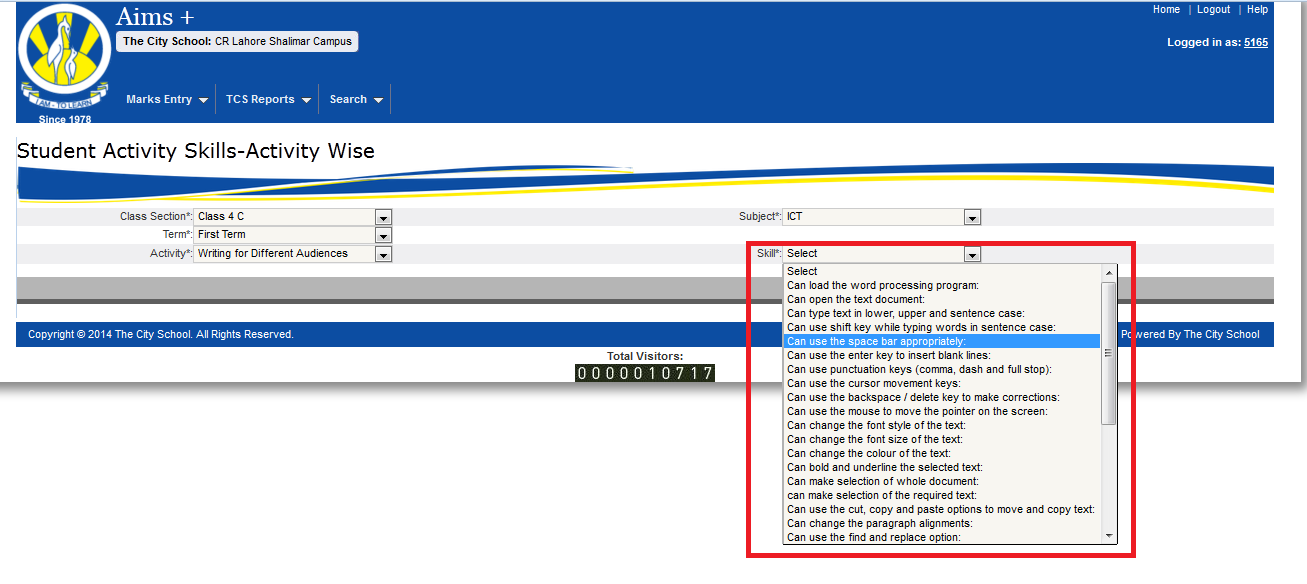 Aims +
Home | Logout | Help
The City School: CR Lahore Shalimar Campus
Logged in as: 5165
I AM - TO LEARN
Since 1978
Marks Entry
TCS Reports
Search
Student Activity Skills-Activity Wise
Class Section*: Class 4 C
Subject*: ICT
Term*: First Term
Activity*: Writing for Different Audiences
Skill*: Select
Select
Can load the word processing program:
Can open the text document:
Can type text in lower, upper and sentence case:
Can use shift key while typing words in sentence case:
Can use the space bar appropriately:
Can use the enter key to insert blank lines:
Can use punctuation keys (comma, dash and full stop):
Can use the cursor movement keys:
Can use the backspace / delete key to make corrections:
Can use the mouse to move the pointer on the screen:
Can change the font style of the text:
Can change the font size of the text:
Can change the colour of the text:
Can bold and underline the selected text:
Can make selection of whole document:
can make selection of the required text:
Can use the cut, copy and paste options to move and copy text:
Can change the paragraph alignments:
Can use the find and replace option:
Copyright © 2014 The City School. All Rights Reserved.
Powered By The City School
Total Visitors:
0000010717